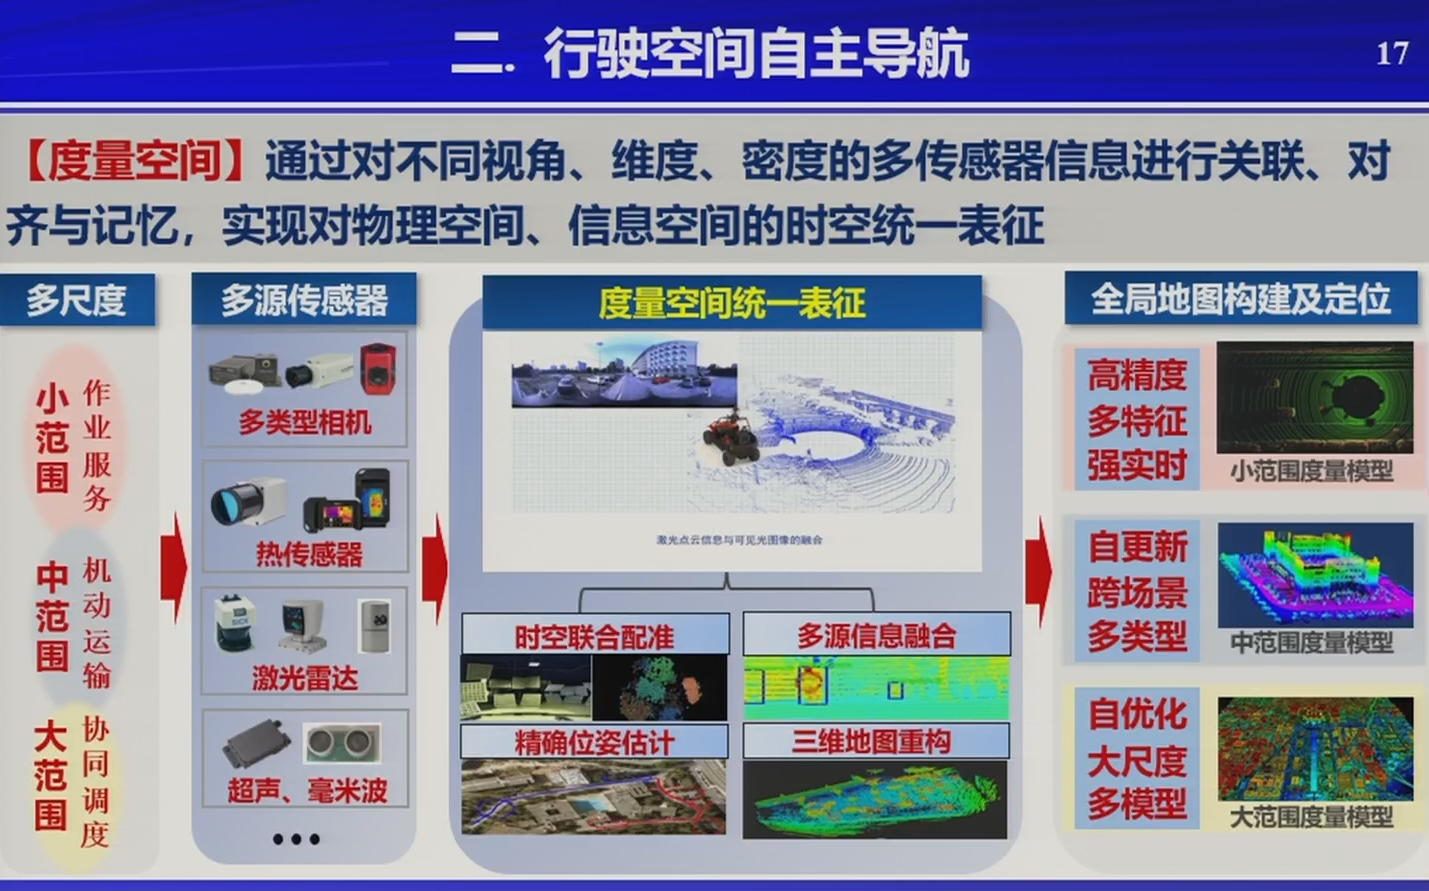 二. 行驶空间自主导航
17
【度量空间】通过对不同视角、维度、密度的多传感器信息进行关联、对
齐与记忆，实现对物理空间、信息空间的时空统一表征
多尺度
小范围
作业服务
中范围
机动运输
大范围
协同调度
多源传感器
多类型相机
热传感器
SICK
激光雷达
超声、毫米波
•••
度量空间统一表征
激光点云信息与可见光图像的融合
时空联合配准
多源信息融合
精确位姿估计
三维地图重构
全局地图构建及定位
高精度
多特征
强实时
小范围度量模型
自更新
跨场景
多类型
中范围度量模型
自优化
大尺度
多模型
大范围度量模型